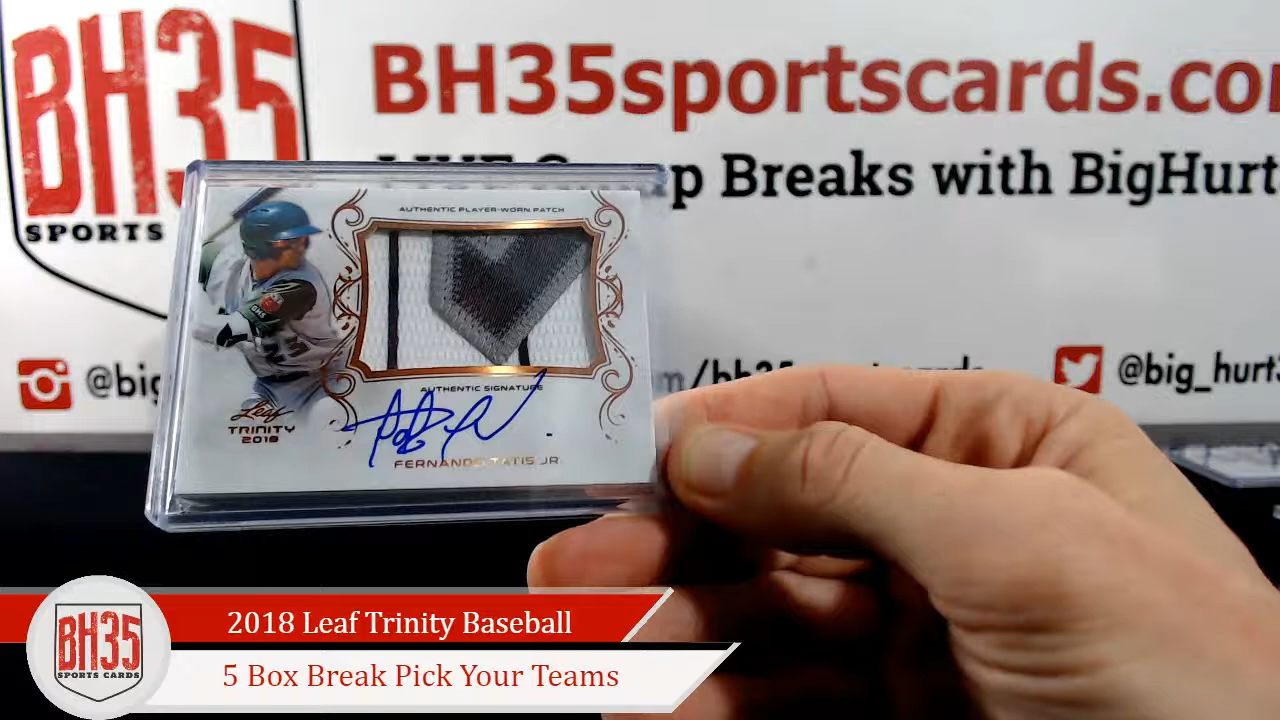 BH35
SPORTS
BH35sportscards.co
p Breaks with BigHurt
@big
@big_hurt3
AUTHENTIC PLAYER-WORN PATCH
AUTHENTIC SIGNATURE
Leaf
TRINITY
2018
FERNANDO TATIS JR.
BH35
SPORTS CARDS
2018 Leaf Trinity Baseball
5 Box Break Pick Your Teams